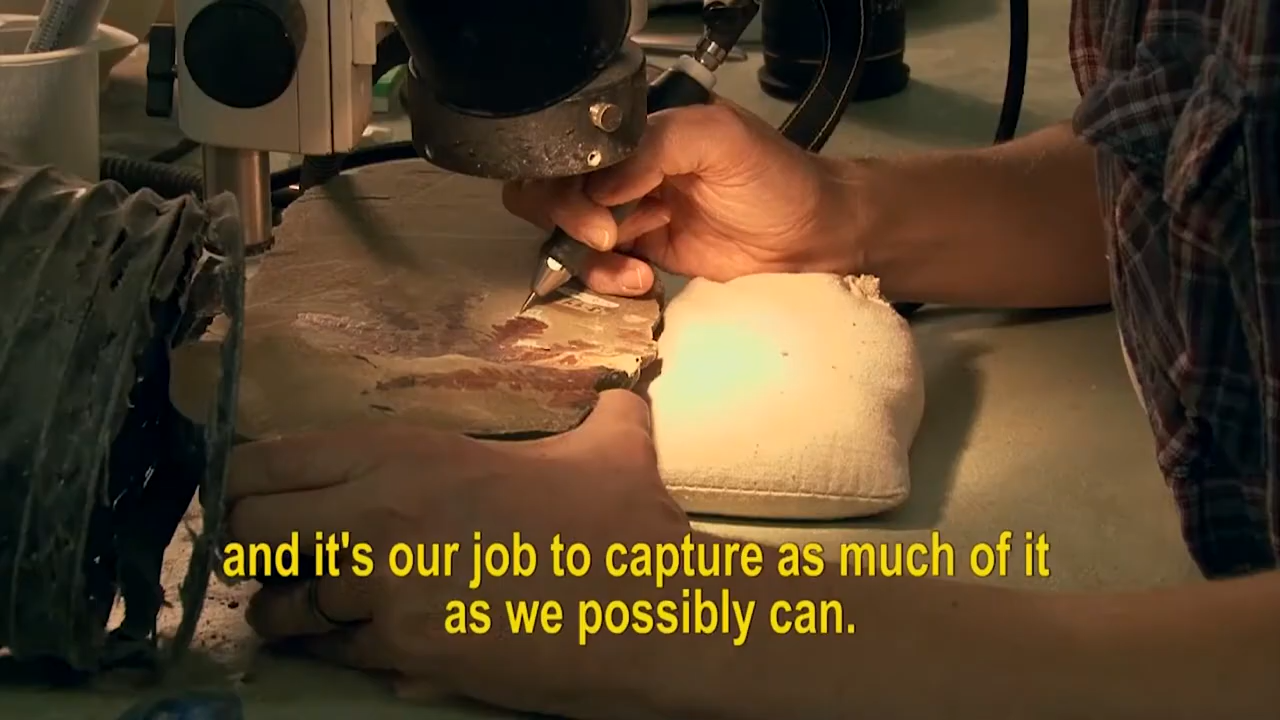 and it's our job to capture as much of it
as we possibly can.